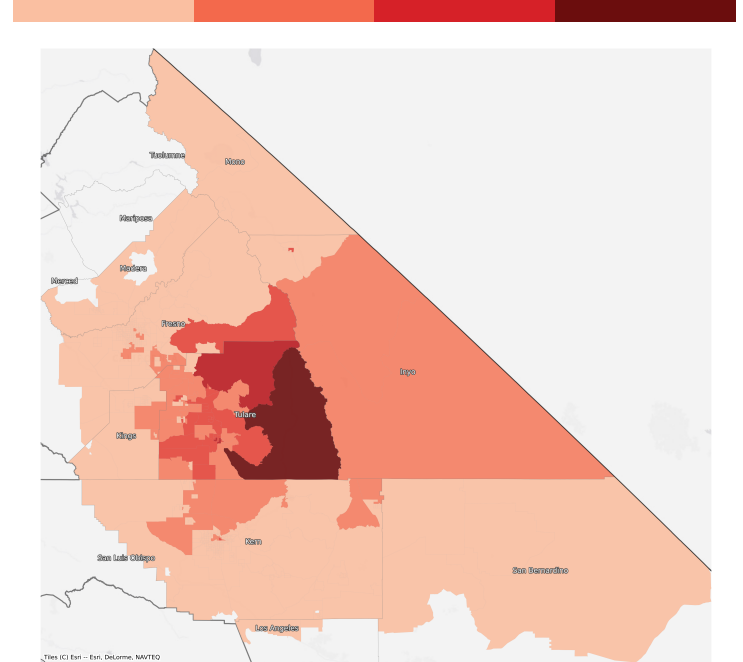 Tuolumne
Mono
Mariposa
Madera
Merced
Fresno
Inyo
Tulare
Kings
Kern
San Luis Obispo
San Bernardino
Los Angeles
Tiles (C) Esri -- Esri, DeLorme, NAVTEQ